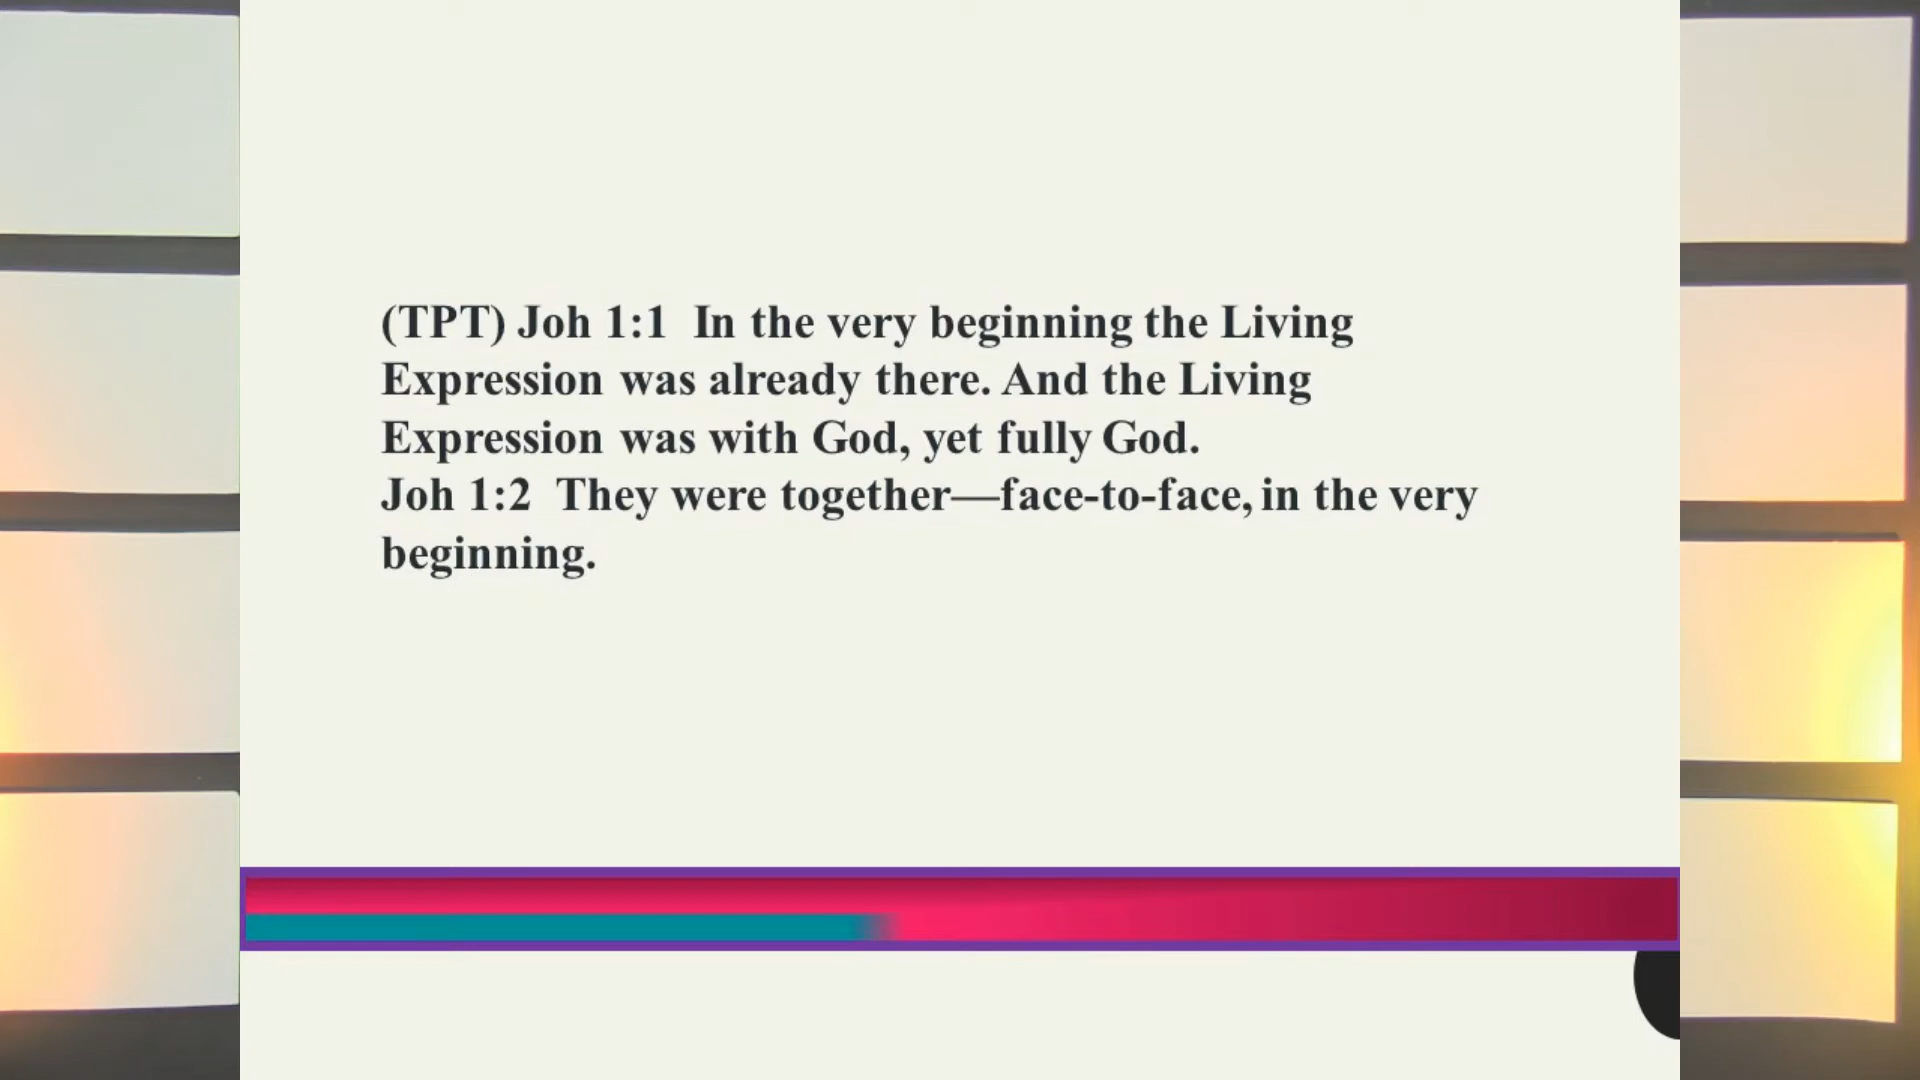 (TPT) Joh 1:1  In the very beginning the Living
Expression was already there. And the Living
Expression was with God, yet fully God.
Joh 1:2  They were together—face-to-face, in the very
beginning.